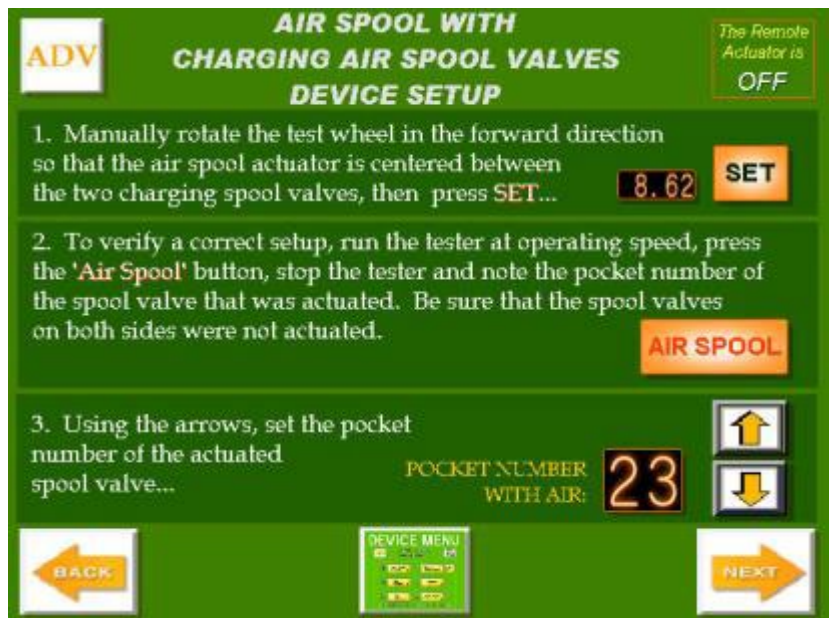 ADV
AIR SPOOL WITH
CHARGING AIR SPOOL VALVES
DEVICE SETUP
The Remote
Actuator is
OFF
1. Manually rotate the test wheel in the forward direction
so that the air spool actuator is centered between
the two charging spool valves, then press SET...
8.62
SET
2. To verify a correct setup, run the tester at operating speed, press
the 'Air Spool' button, stop the tester and note the pocket number of
the spool valve that was actuated. Be sure that the spool valves
on both sides were not actuated.
AIR SPOOL
3. Using the arrows, set the pocket
number of the actuated
spool valve...
POCKET NUMBER
WITH AIR:
23
BACK
DEVICE MENU
NEXT